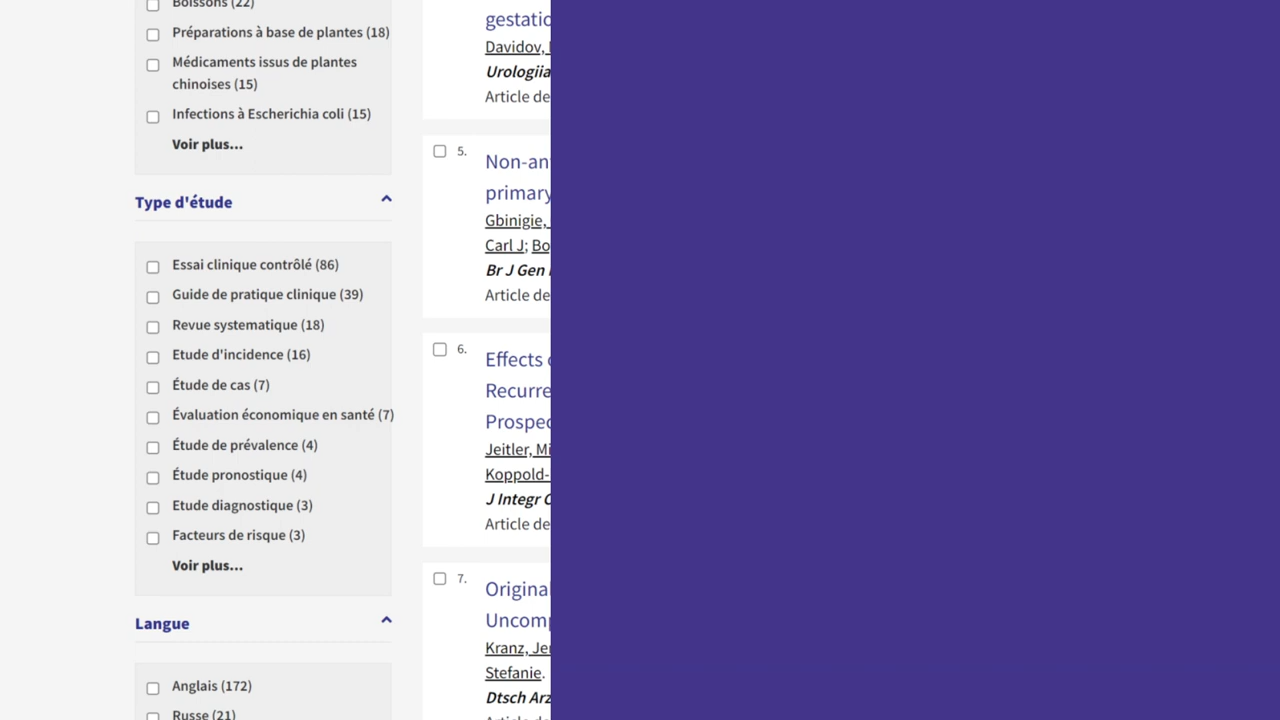 Boissons (22)
Préparations à base de plantes (18)
Médicaments issus de plantes
chinoises (15)
Infections à Escherichia coli (15)
Voir plus...
Type d'étude
Essai clinique contrôlé (86)
Guide de pratique clinique (39)
Revue systematique (18)
Etude d'incidence (16)
Étude de cas (7)
Évaluation économique en santé (7)
Étude de prévalence (4)
Étude pronostique (4)
Etude diagnostique (3)
Facteurs de risque (3)
Voir plus...
Langue
Anglais (172)
Russe (21)
Davidov,
Urologiia
Article de
5.
primary
Gbinigie,
Carl J; Bo
Br J Gen
Article de
6.
Effects
Recurre
Prospec
Jeitler, Mi
Koppold-
J Integr
Article de
7.
Original
Uncomp
Kranz, Je
Stefanie.
Dtsch Arz